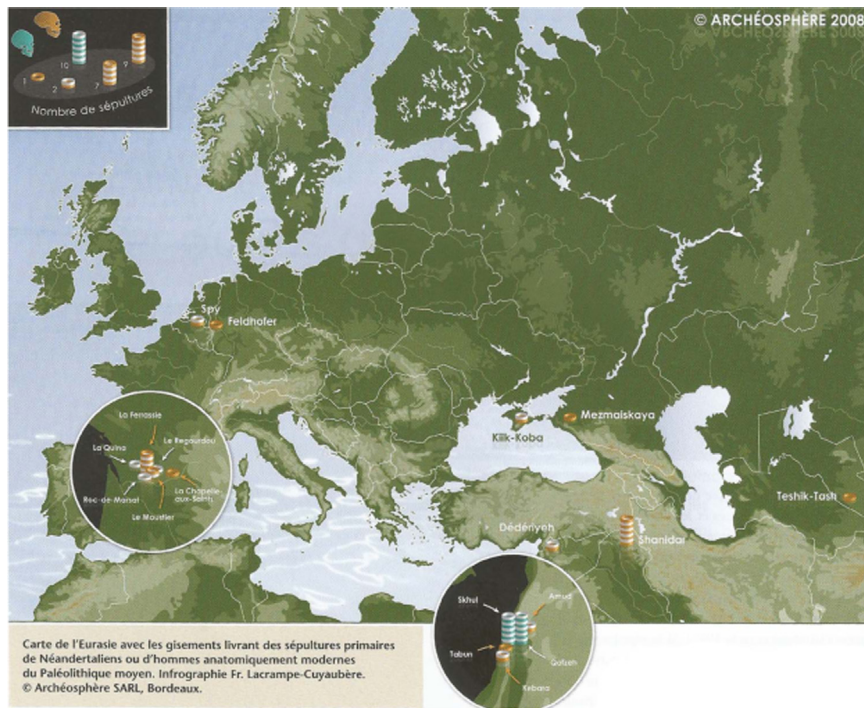 © ARCHÉOSPHÈRE 2008
10
9
1
2
7
Nombre de sépultures
Spy
Feldhofer
La Ferrassie
La Quina
Le Regourdou
Roc-de-Marsal
La Chapelle-
aux-Saints
Le Moustier
Kiik-Koba
Mezmaiskaya
Teshik-Tash
Dédériyeh
Shanidar
Skhul
Amud
Tabun
Qafzeh
Kebara
Carte de l'Eurasie avec les gisements livrant des sépultures primaires
de Néandertaliens ou d'hommes anatomiquement modernes
du Paléolithique moyen. Infographie Fr. Lacrampe-Cuyaubère.
© Archéosphère SARL, Bordeaux.